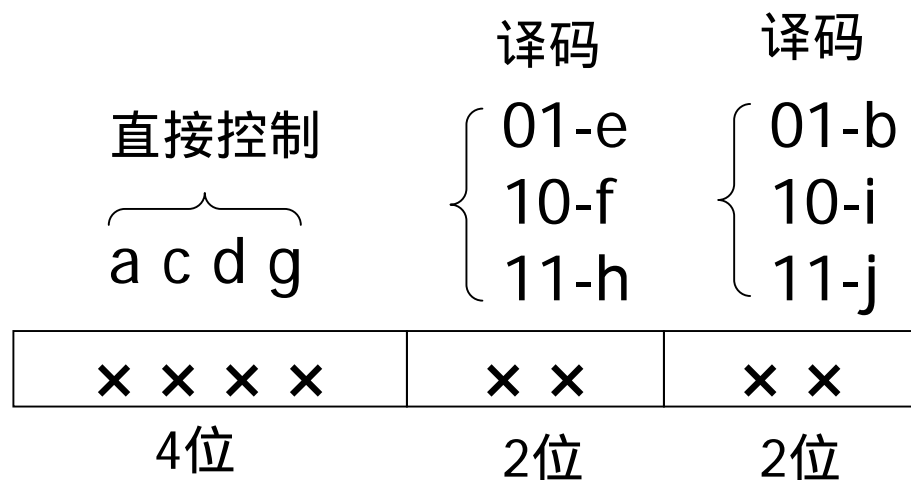 译码 译码
直接控制 01-e 01-b
10-f 10-i
a c d g 11-h 11-j
× × × × × × × ×
4位 2位 2位